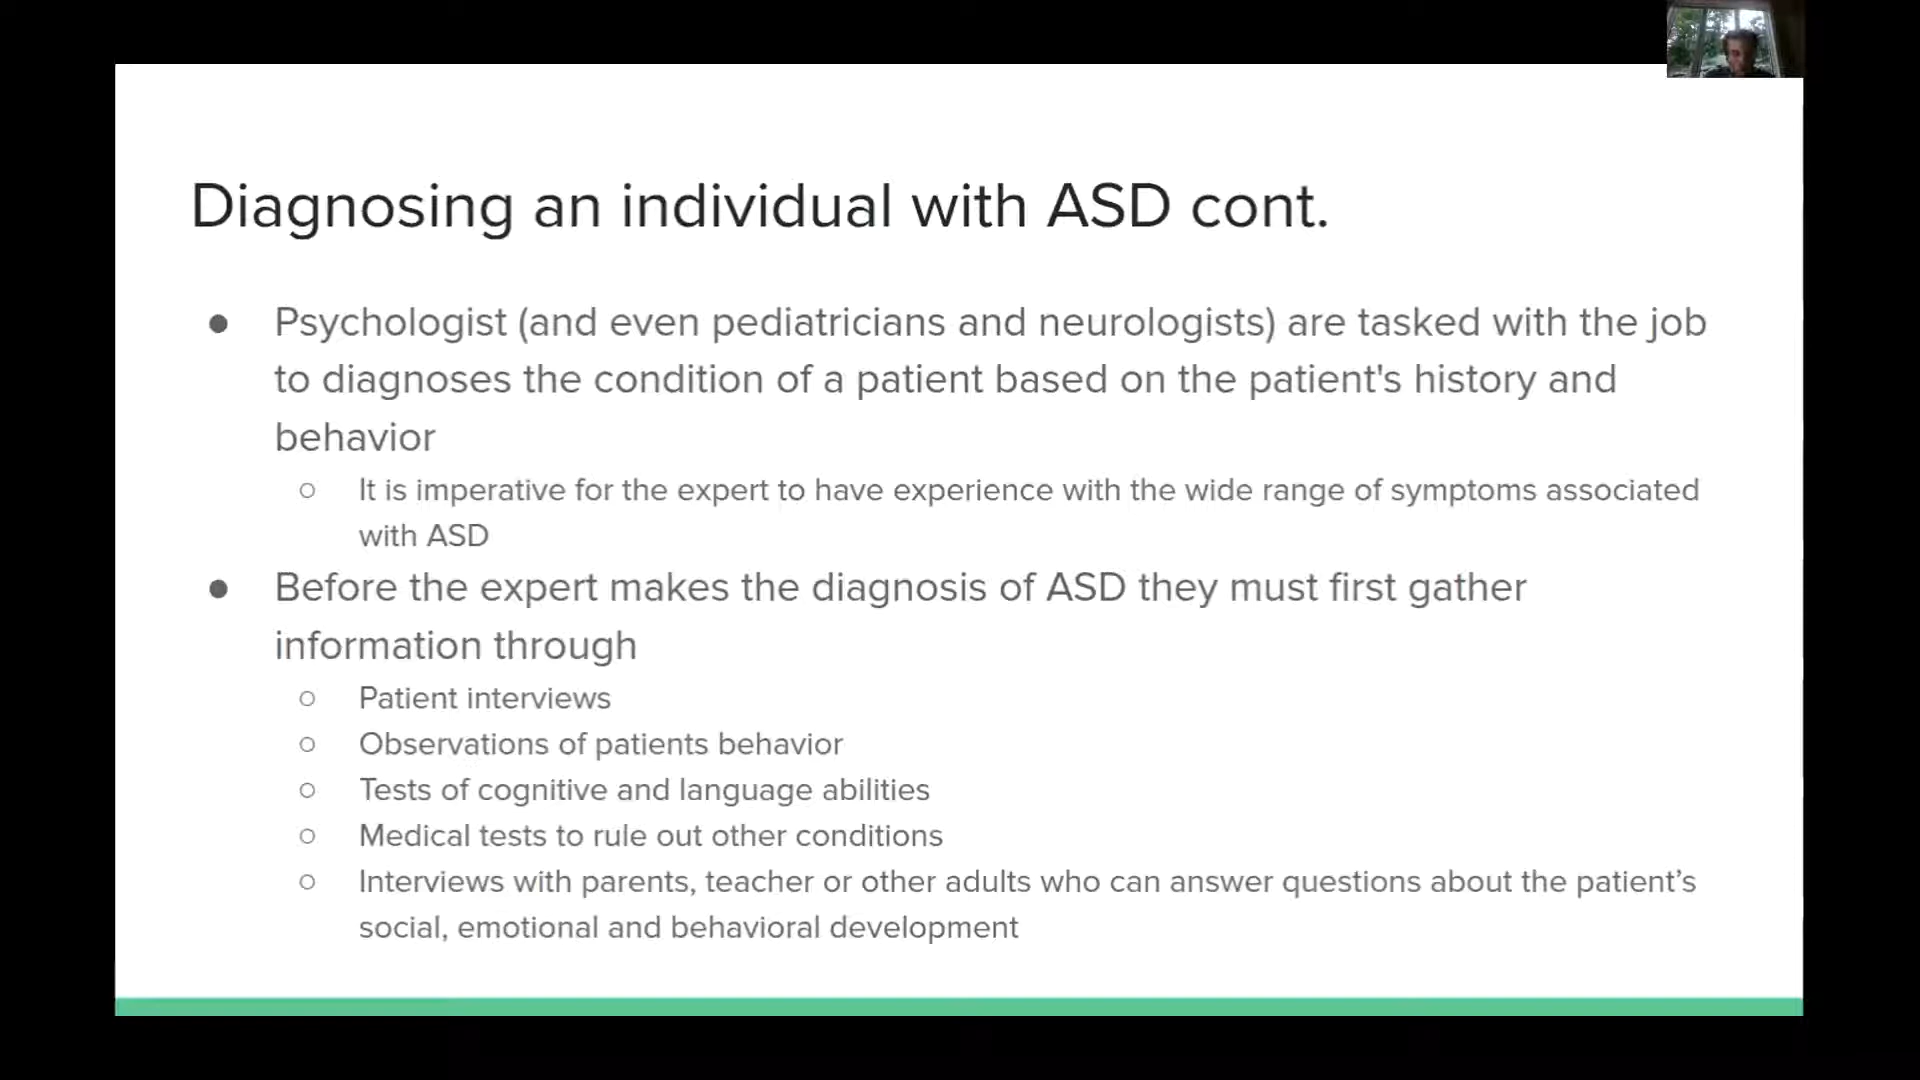 Diagnosing an individual with ASD cont.
● Psychologist (and even pediatricians and neurologists) are tasked with the job
to diagnoses the condition of a patient based on the patient's history and
behavior
○ It is imperative for the expert to have experience with the wide range of symptoms associated
with ASD
● Before the expert makes the diagnosis of ASD they must first gather
information through
○ Patient interviews
○ Observations of patients behavior
○ Tests of cognitive and language abilities
○ Medical tests to rule out other conditions
○ Interviews with parents, teacher or other adults who can answer questions about the patient’s
social, emotional and behavioral development